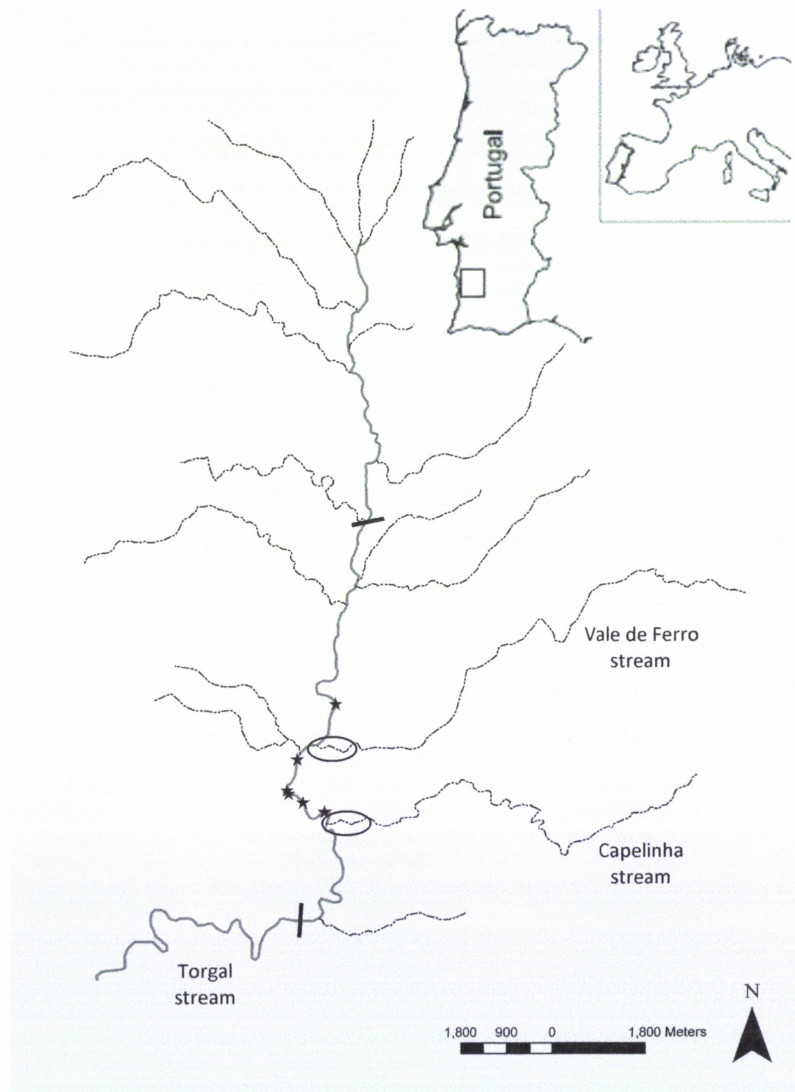 Portugal
Vale de Ferro
stream
Capelinha
stream
Torgal
stream
N
1,800 900 0 1,800 Meters